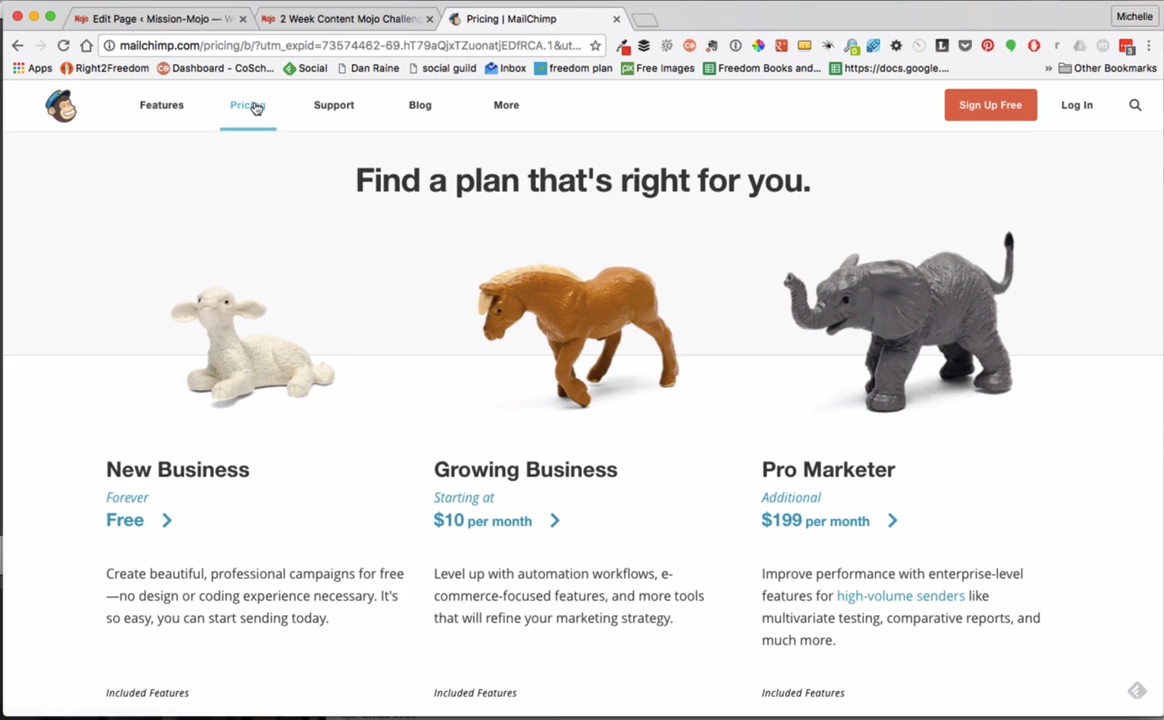 Edit Page ‹ Mission-Mojo — W
Mojo 2 Week Content Mojo Challeng
Pricing | MailChimp
Michelle
mailchimp.com/pricing/b/?utm_expid=73574462-69.hT79aQjxTZuonatjEDfRCA.1&ut...
Apps
Right2Freedom
Dashboard - CoSch...
Social
Dan Raine
social guild
Inbox
freedom plan
Free Images
Freedom Books and...
https://docs.google....
»
Other Bookmarks
Features
Pricing
Support
Blog
More
Sign Up Free
Log In
Find a plan that's right for you.
New Business
Forever
Free
Create beautiful, professional campaigns for free
—no design or coding experience necessary. It's
so easy, you can start sending today.
Included Features
Growing Business
Starting at
$10 per month
Level up with automation workflows, e-
commerce-focused features, and more tools
that will refine your marketing strategy.
Included Features
Pro Marketer
Additional
$199 per month
Improve performance with enterprise-level
features for high-volume senders like
multivariate testing, comparative reports, and
much more.
Included Features